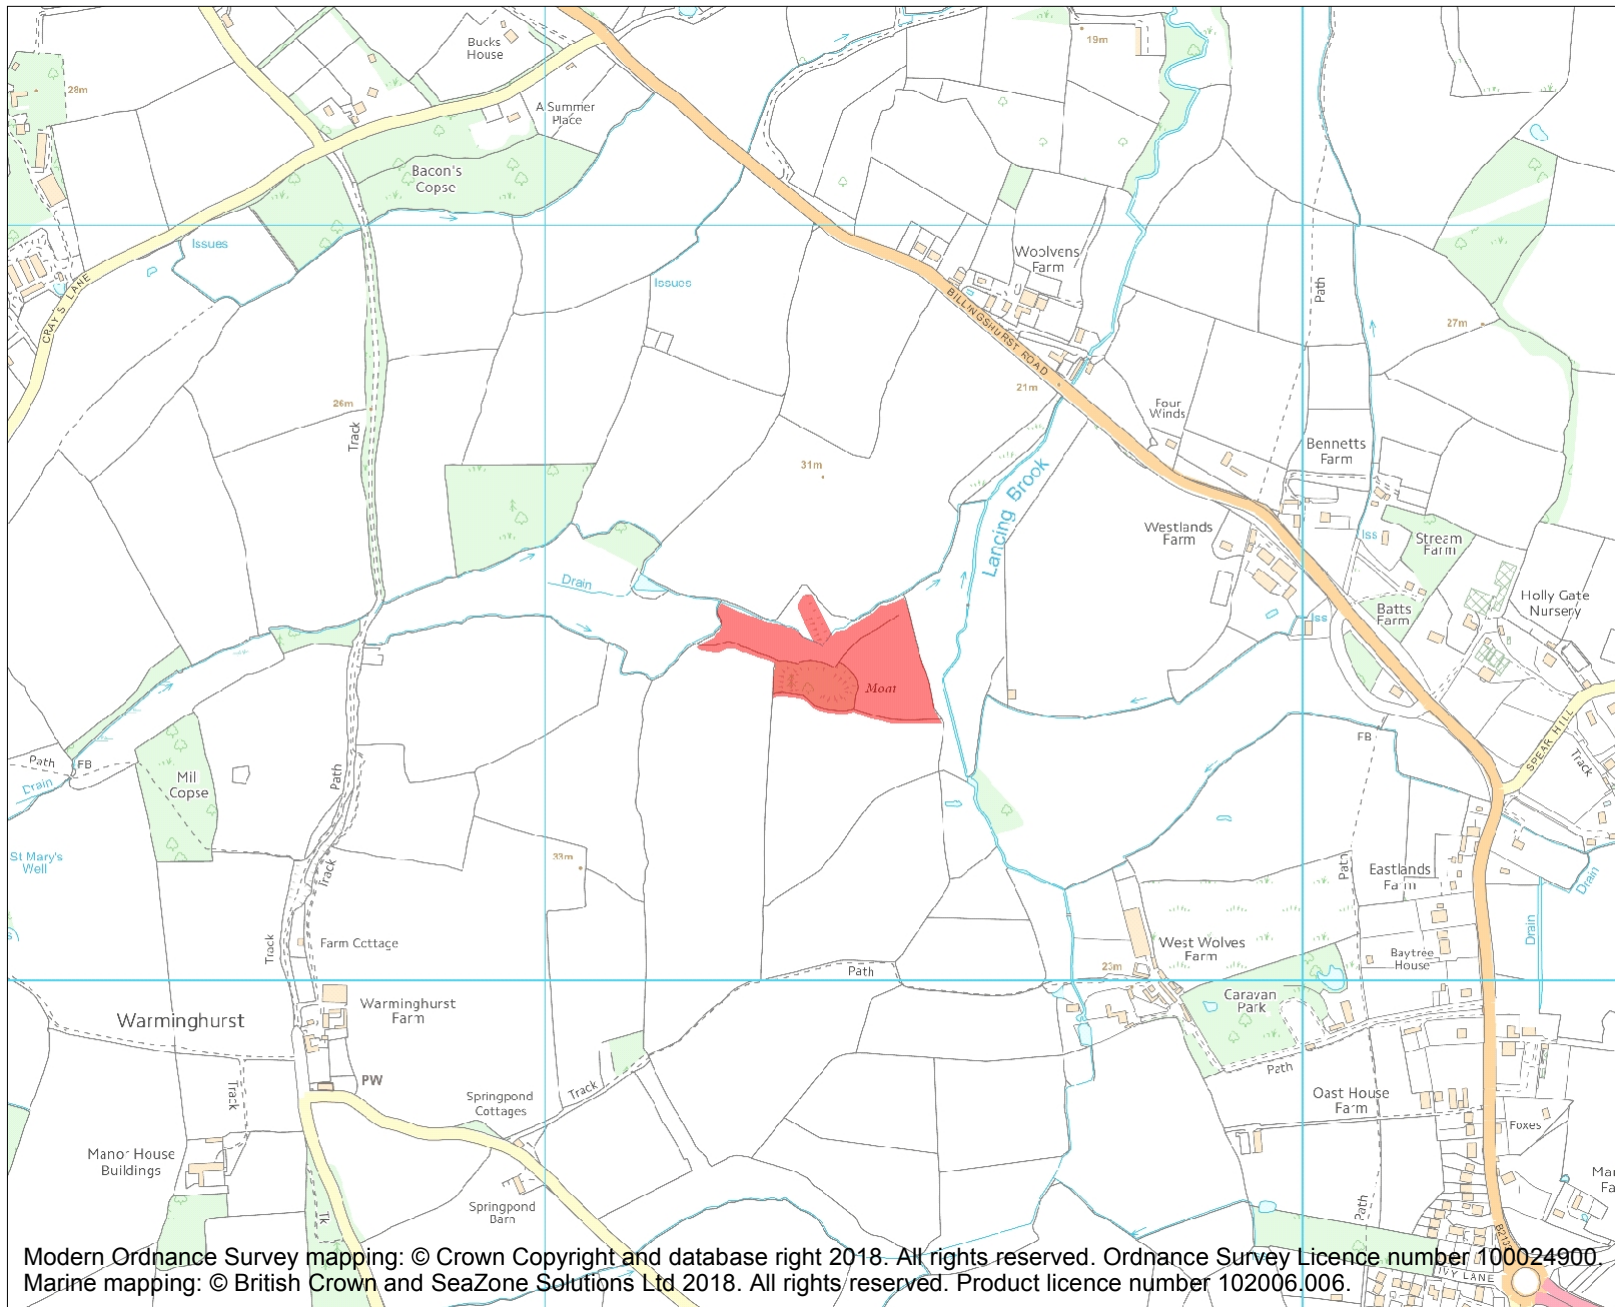 Bucks
House
19m
28m
A Summer
Place
Bacon's
Copse
Issues
Woolvens
Farm
Issues
Path
CRAY'S LANE
BILLINGSHURST ROAD
27m
21m
26m
Track
Four
Winds
Bennetts
Farm
31m
Lancing Brook
Westlands
Farm
Iss
Stream
Farm
Drain
Holly Gate
Nursery
Batts
Farm
Iss
Moat
SPEAR HILL
Track
FB
Path
FB
Drain
Path
Mil
Copse
St Mary's
Well
Track
33m
Path
Eastlands
Fa m
Drain
Drain
Track
Farm Cottage
West Wolves
Farm
Baytree
House
23m
Path
Caravan
Park
Warminghurst
Warminghurst
Farm
PW
Path
Track
Track
Springpond
Cottages
Oast House
Farm
Foxes
Manor House
Buildings
Mar
Fa
Springpond
Barn
Tk
Path
IVY LANE
Modern Ordnance Survey mapping: © Crown Copyright and database right 2018. All rights reserved. Ordnance Survey Licence number 100024900.
Marine mapping: © British Crown and SeaZone Solutions Ltd 2018. All rights reserved. Product licence number 102006.006.